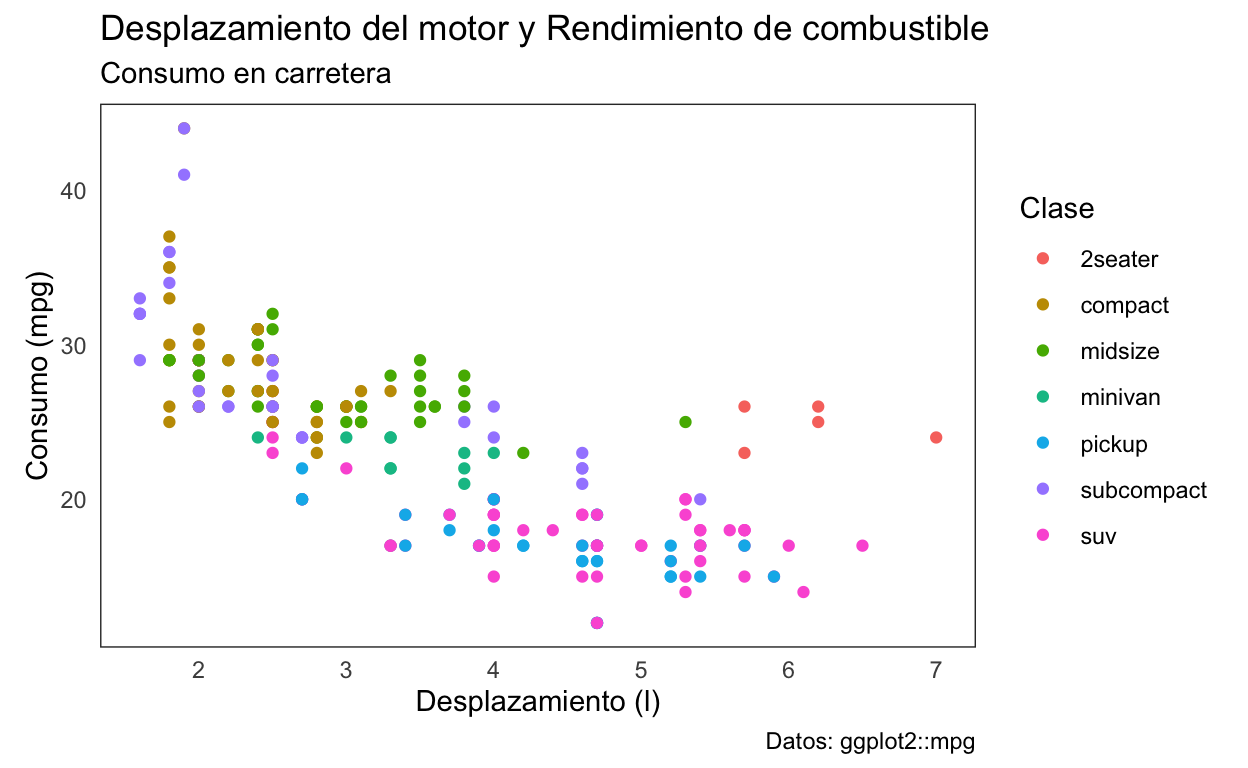 Desplazamiento del motor y Rendimiento de combustible
Consumo en carretera
Consumo (mpg)
40
30
20
2 3 4 5 6 7
Desplazamiento (l)
Clase
2seater
compact
midsize
minivan
pickup
subcompact
suv
Datos: ggplot2::mpg